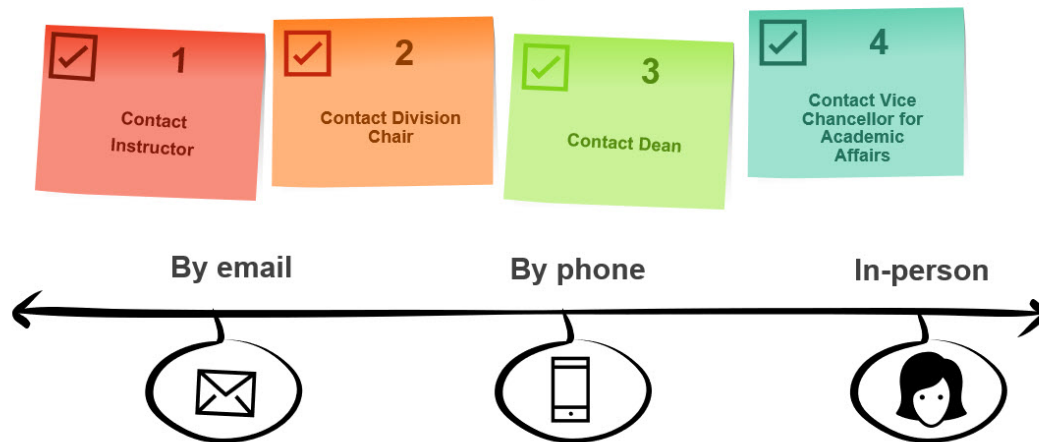 1
Contact
Instructor
2
Contact Division
Chair
3
Contact Dean
4
Contact Vice
Chancellor for
Academic
Affairs
By email
By phone
In-person